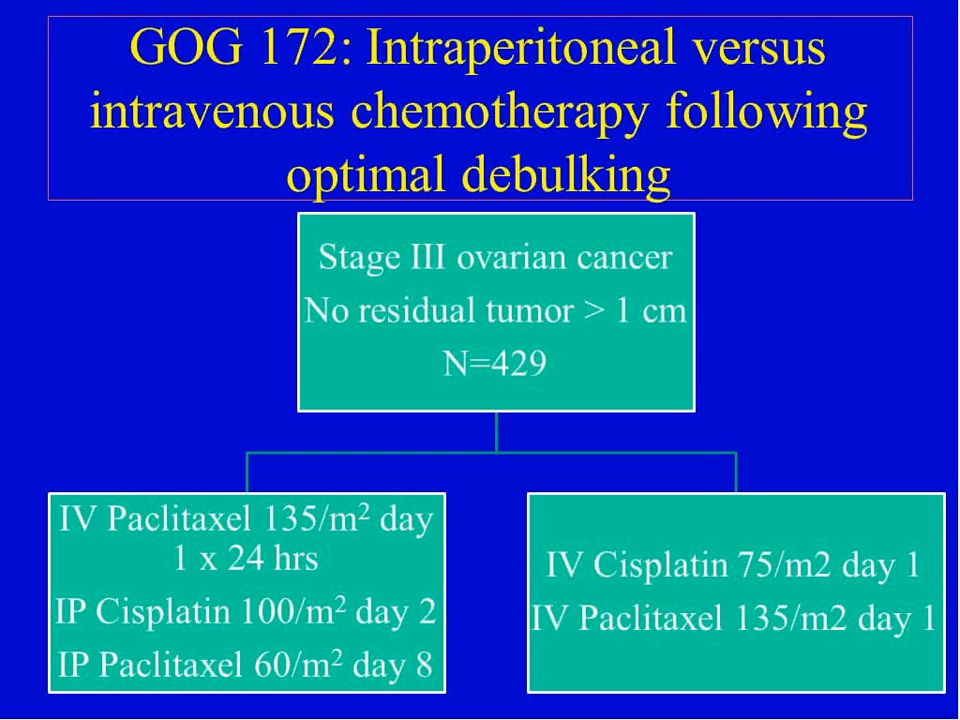 GOG 172: Intraperitoneal versus
intravenous chemotherapy following
optimal debulking
Stage III ovarian cancer
No residual tumor > 1 cm
N=429
IV Paclitaxel 135/m² day
1 x 24 hrs
IP Cisplatin 100/m² day 2
IP Paclitaxel 60/m² day 8
IV Cisplatin 75/m2 day 1
IV Paclitaxel 135/m2 day 1